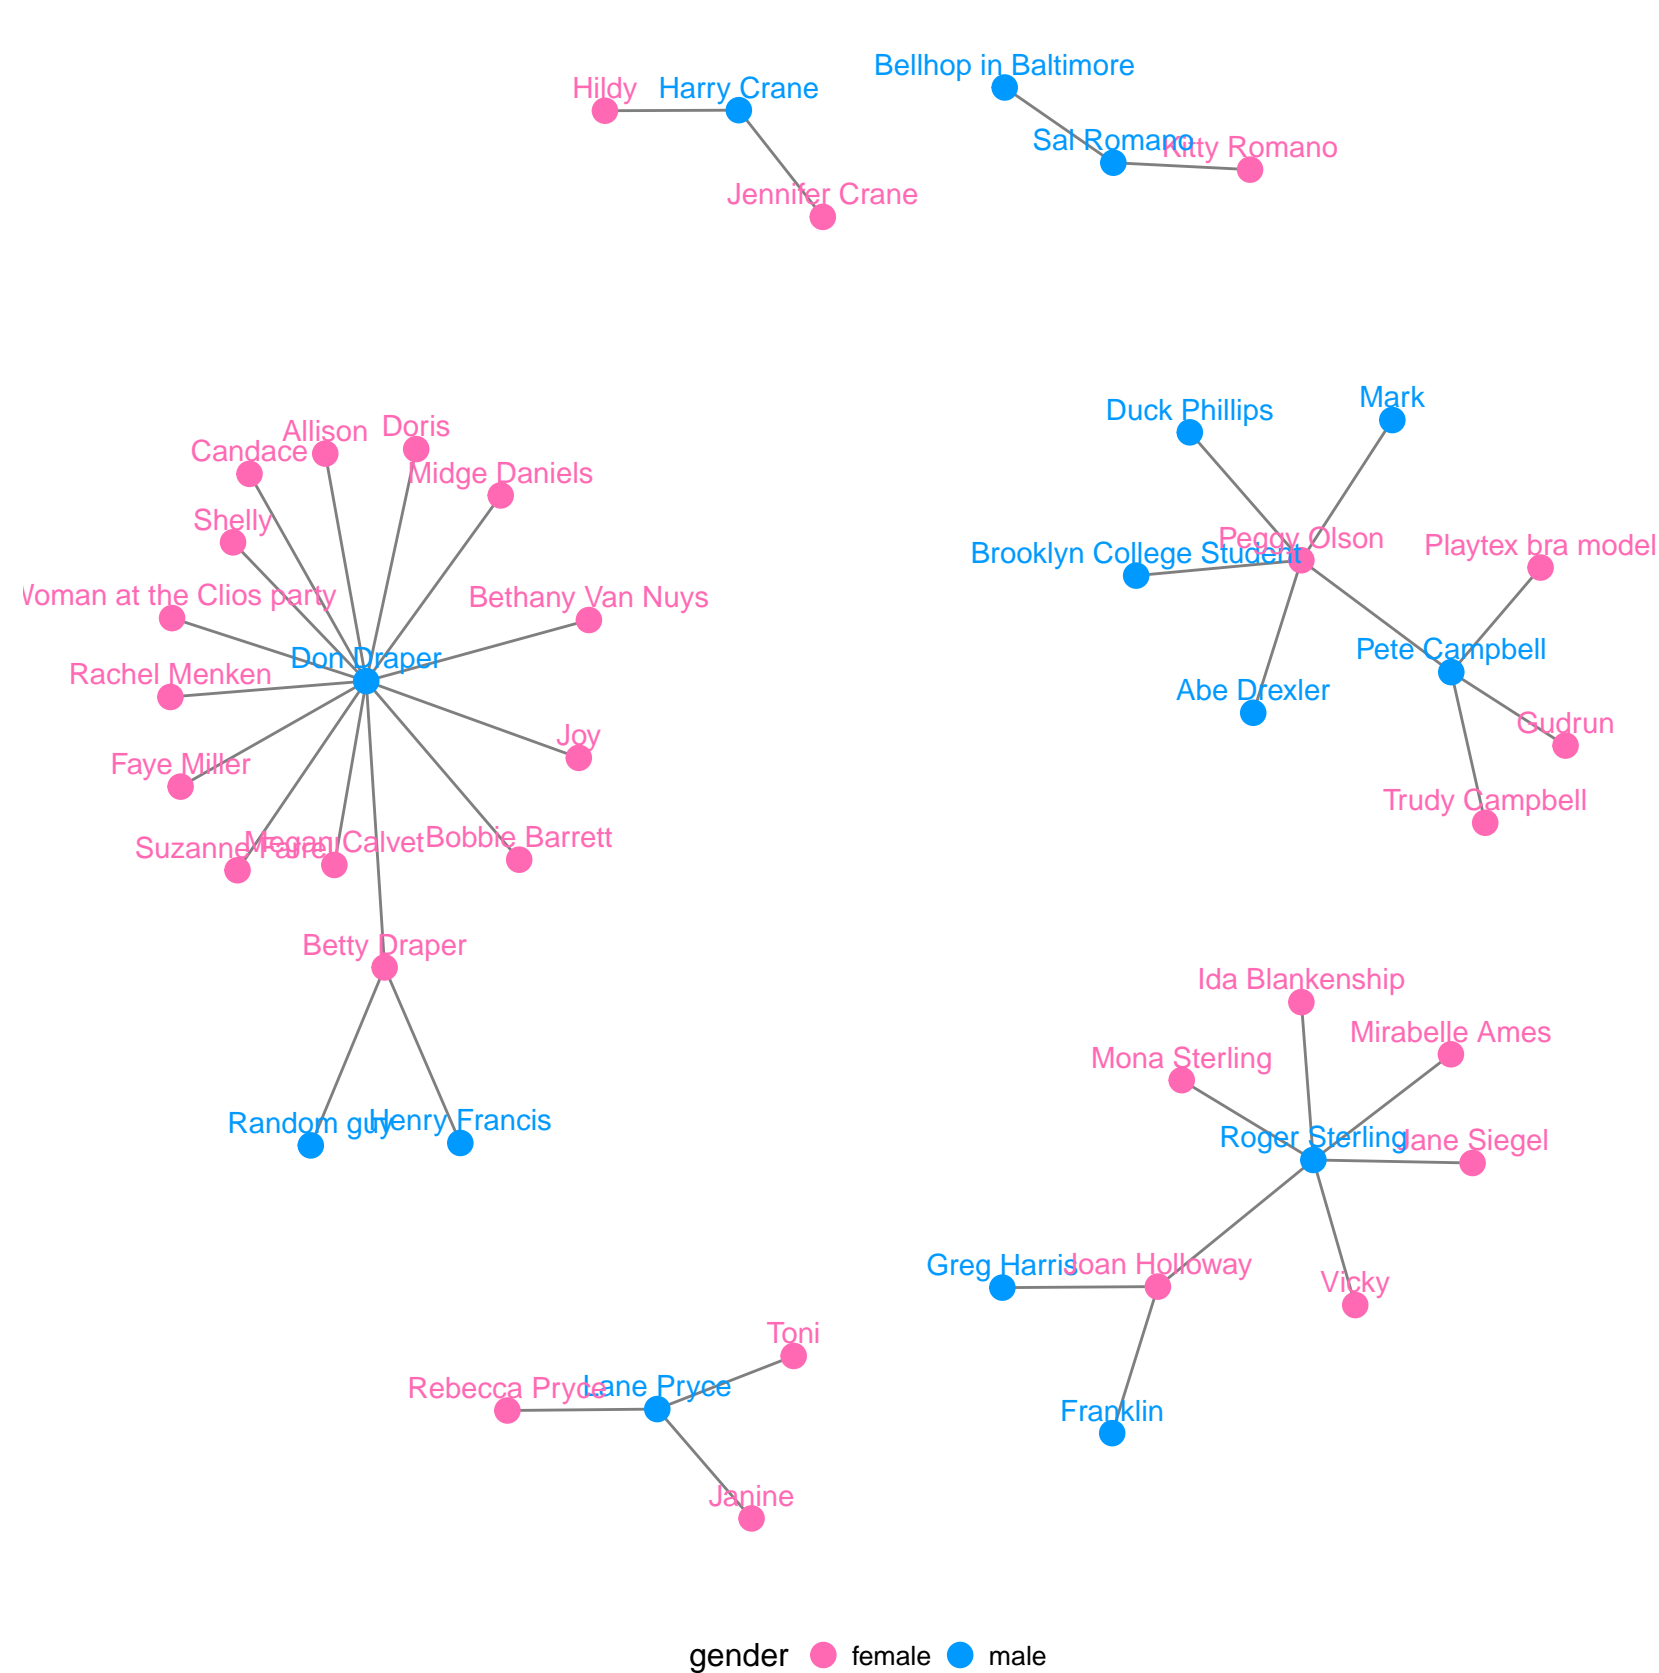 Bellhop in Baltimore
Hildy
Harry Crane
Sal Romano
Kitty Romano
Jennifer Crane
Duck Phillips
Mark
Doris
Allison
Candace
Midge Daniels
Shelly
Peggy Olson
Playtex bra model
Brooklyn College Student
Woman at the Clios party
Bethany Van Nuys
Don Draper
Pete Campbell
Rachel Menken
Abe Drexler
Gudrun
Joy
Faye Miller
Trudy Campbell
Suzanne Farrell
Megan Calvet
Bobbie Barrett
Betty Draper
Ida Blankenship
Mirabelle Ames
Mona Sterling
Random guy
Henry Francis
Roger Sterling
Jane Siegel
Greg Harris
Joan Holloway
Vicky
Toni
Rebecca Pryce
Lane Pryce
Franklin
Janine
gender female male